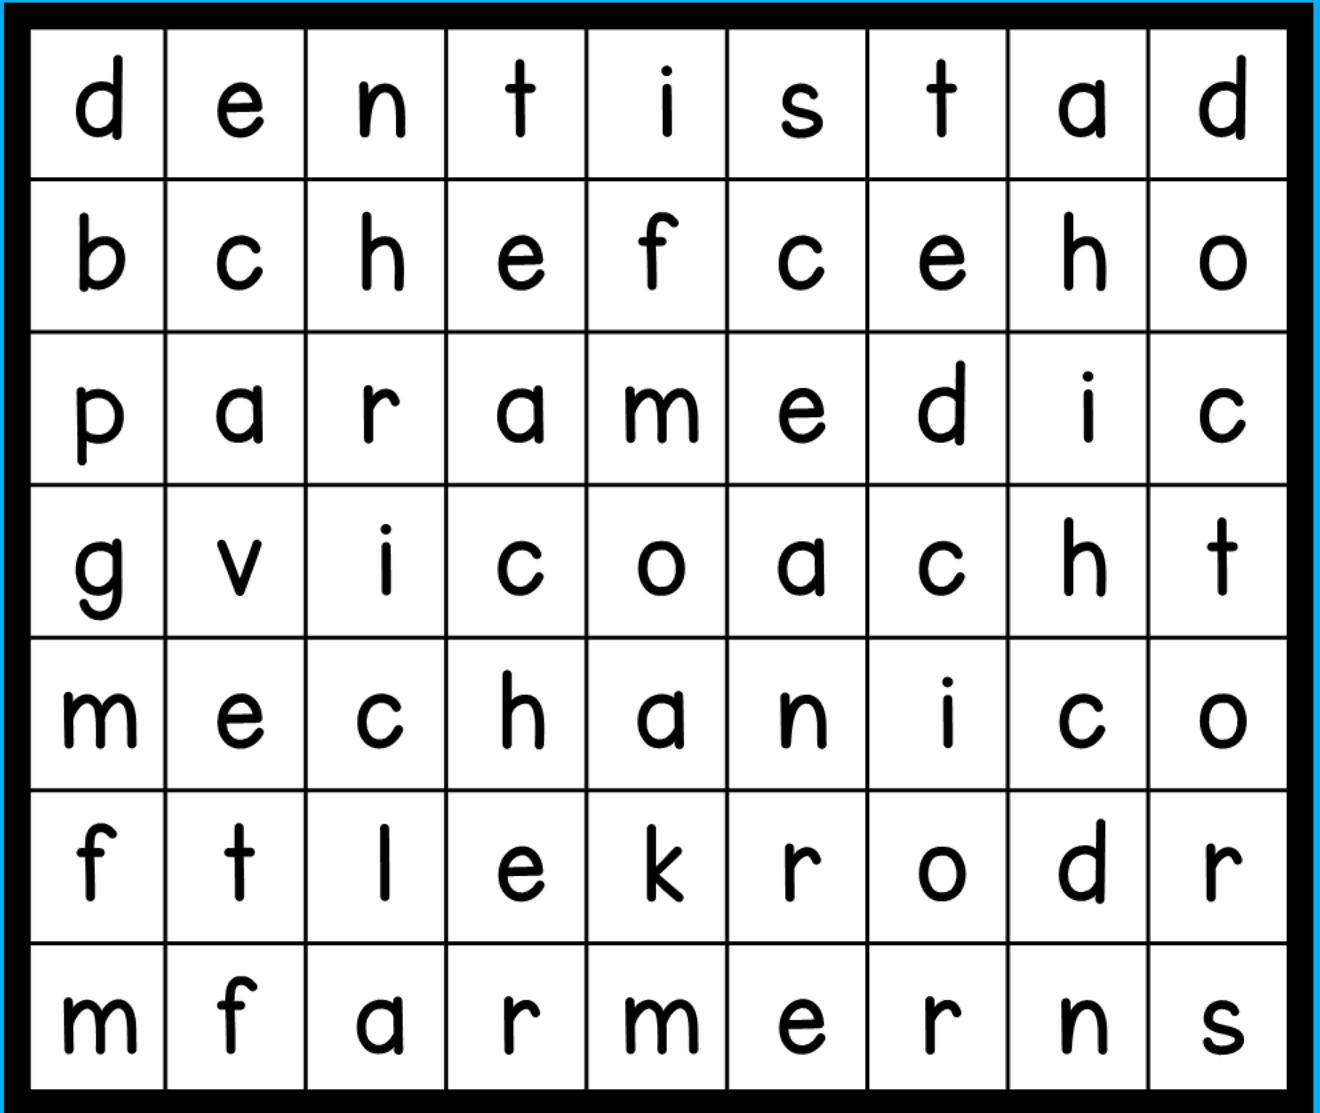 d e n t i s t a d
b c h e f c e h o
p a r a m e d i c
g v i c o a c h t
m e c h a n i c o
f t l e k r o d r
m f a r m e r n s